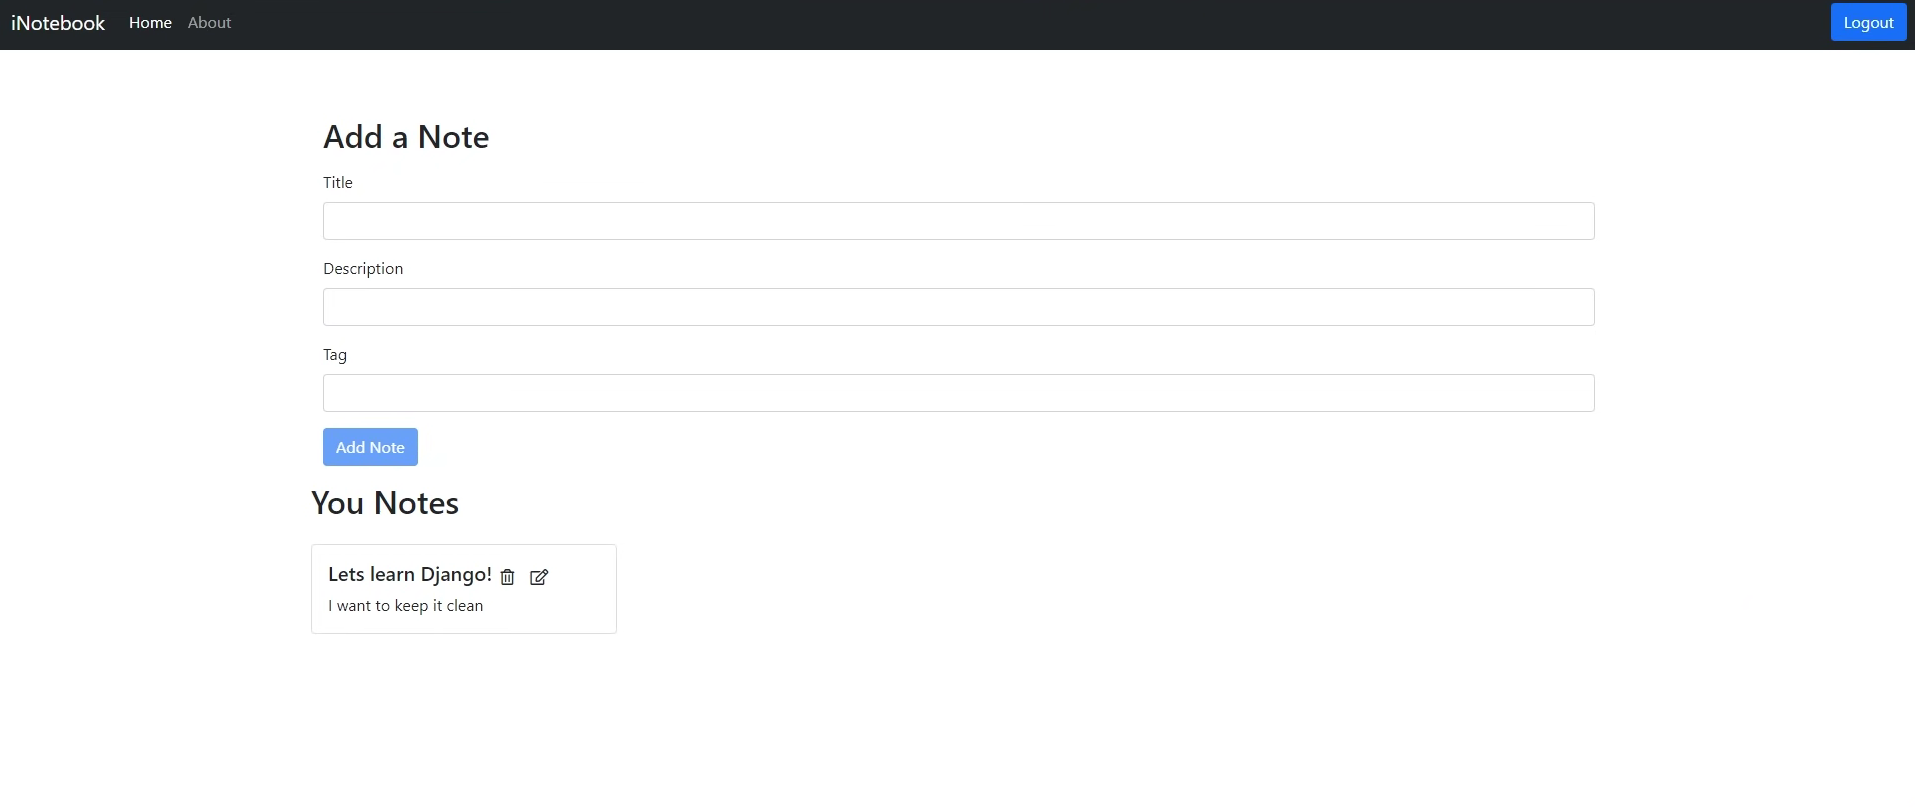 iNotebook Home About Logout
Add a Note
Title
Description
Tag
Add Note
You Notes
Lets learn Django!
I want to keep it clean